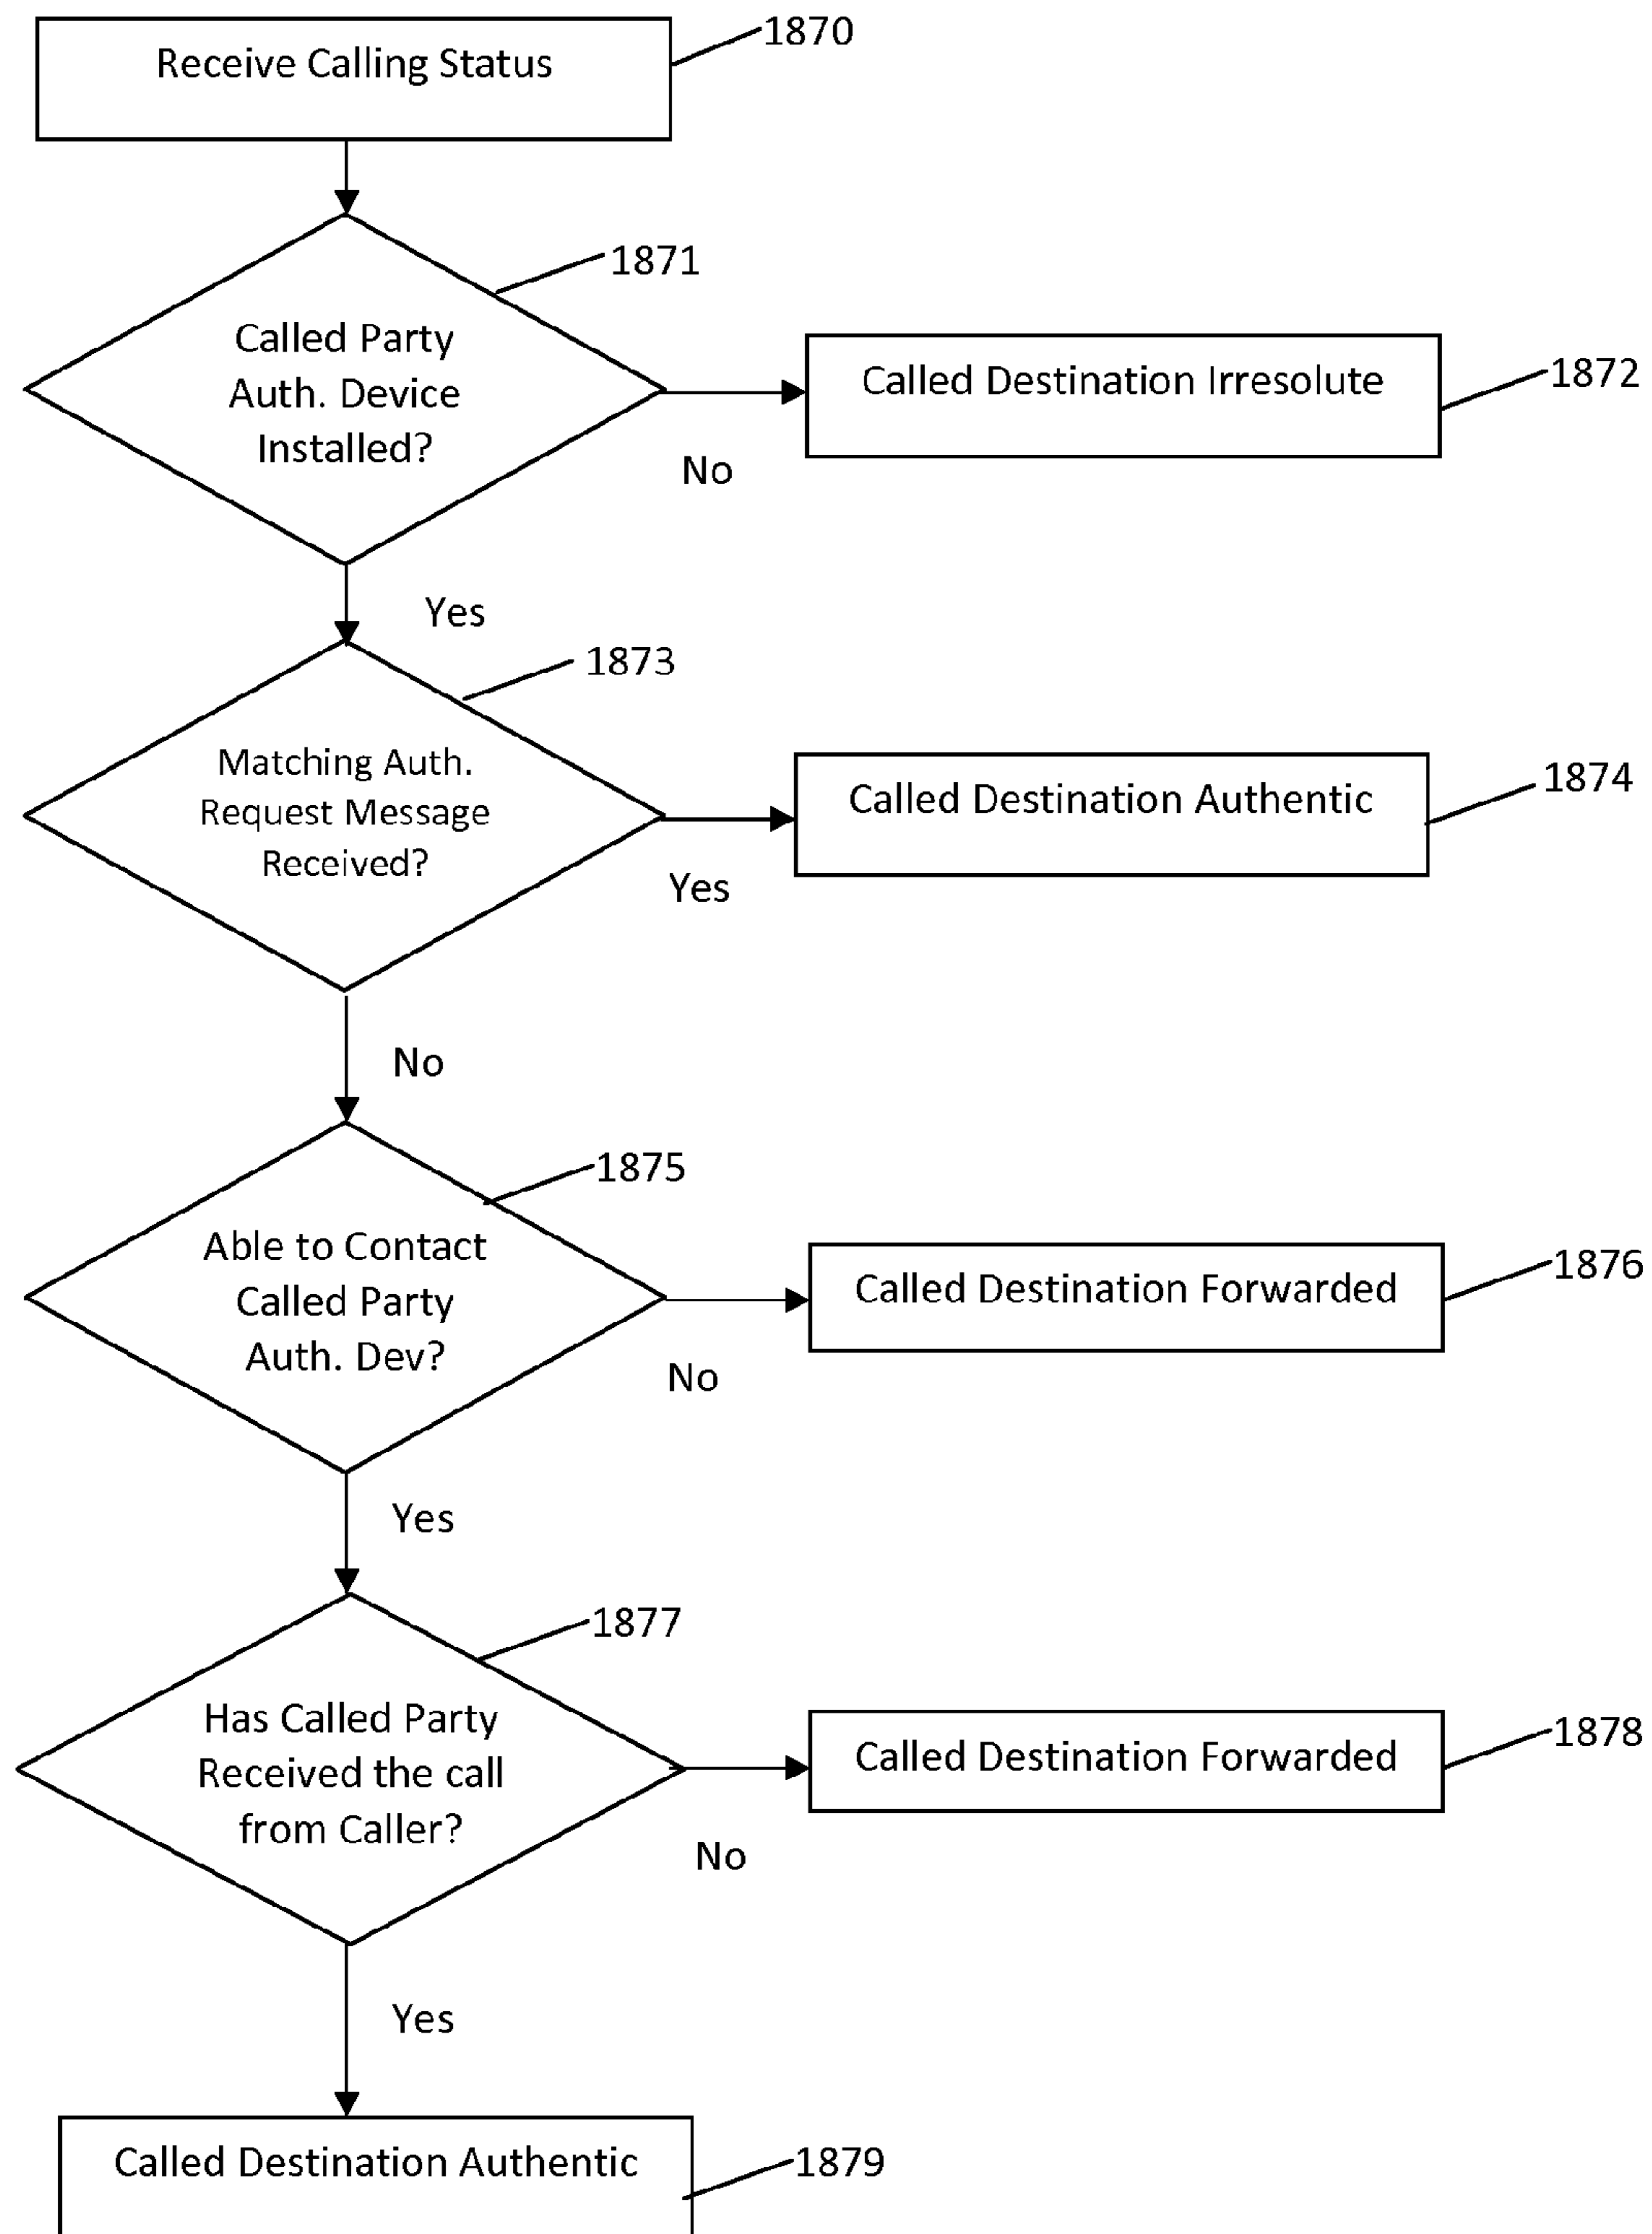 Receive Calling Status
1870
1871
Called Party
Auth. Device
Installed?
Called Destination Irresolute
1872
No
Yes
1873
Matching Auth.
Request Message
Received?
Called Destination Authentic
1874
Yes
No
1875
Able to Contact
Called Party
Auth. Dev?
Called Destination Forwarded
1876
No
Yes
1877
Has Called Party
Received the call
from Caller?
Called Destination Forwarded
1878
No
Yes
Called Destination Authentic
1879